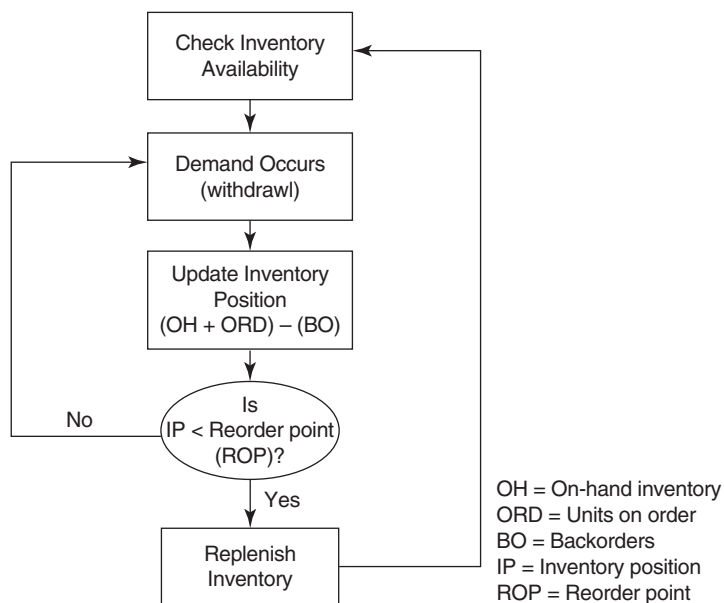 Check Inventory
Availability
Demand Occurs
(withdrawl)
Update Inventory
Position
(OH + ORD) – (BO)
Is
IP < Reorder point
(ROP)?
No
Yes
Replenish
Inventory
OH = On-hand inventory
ORD = Units on order
BO = Backorders
IP = Inventory position
ROP = Reorder point